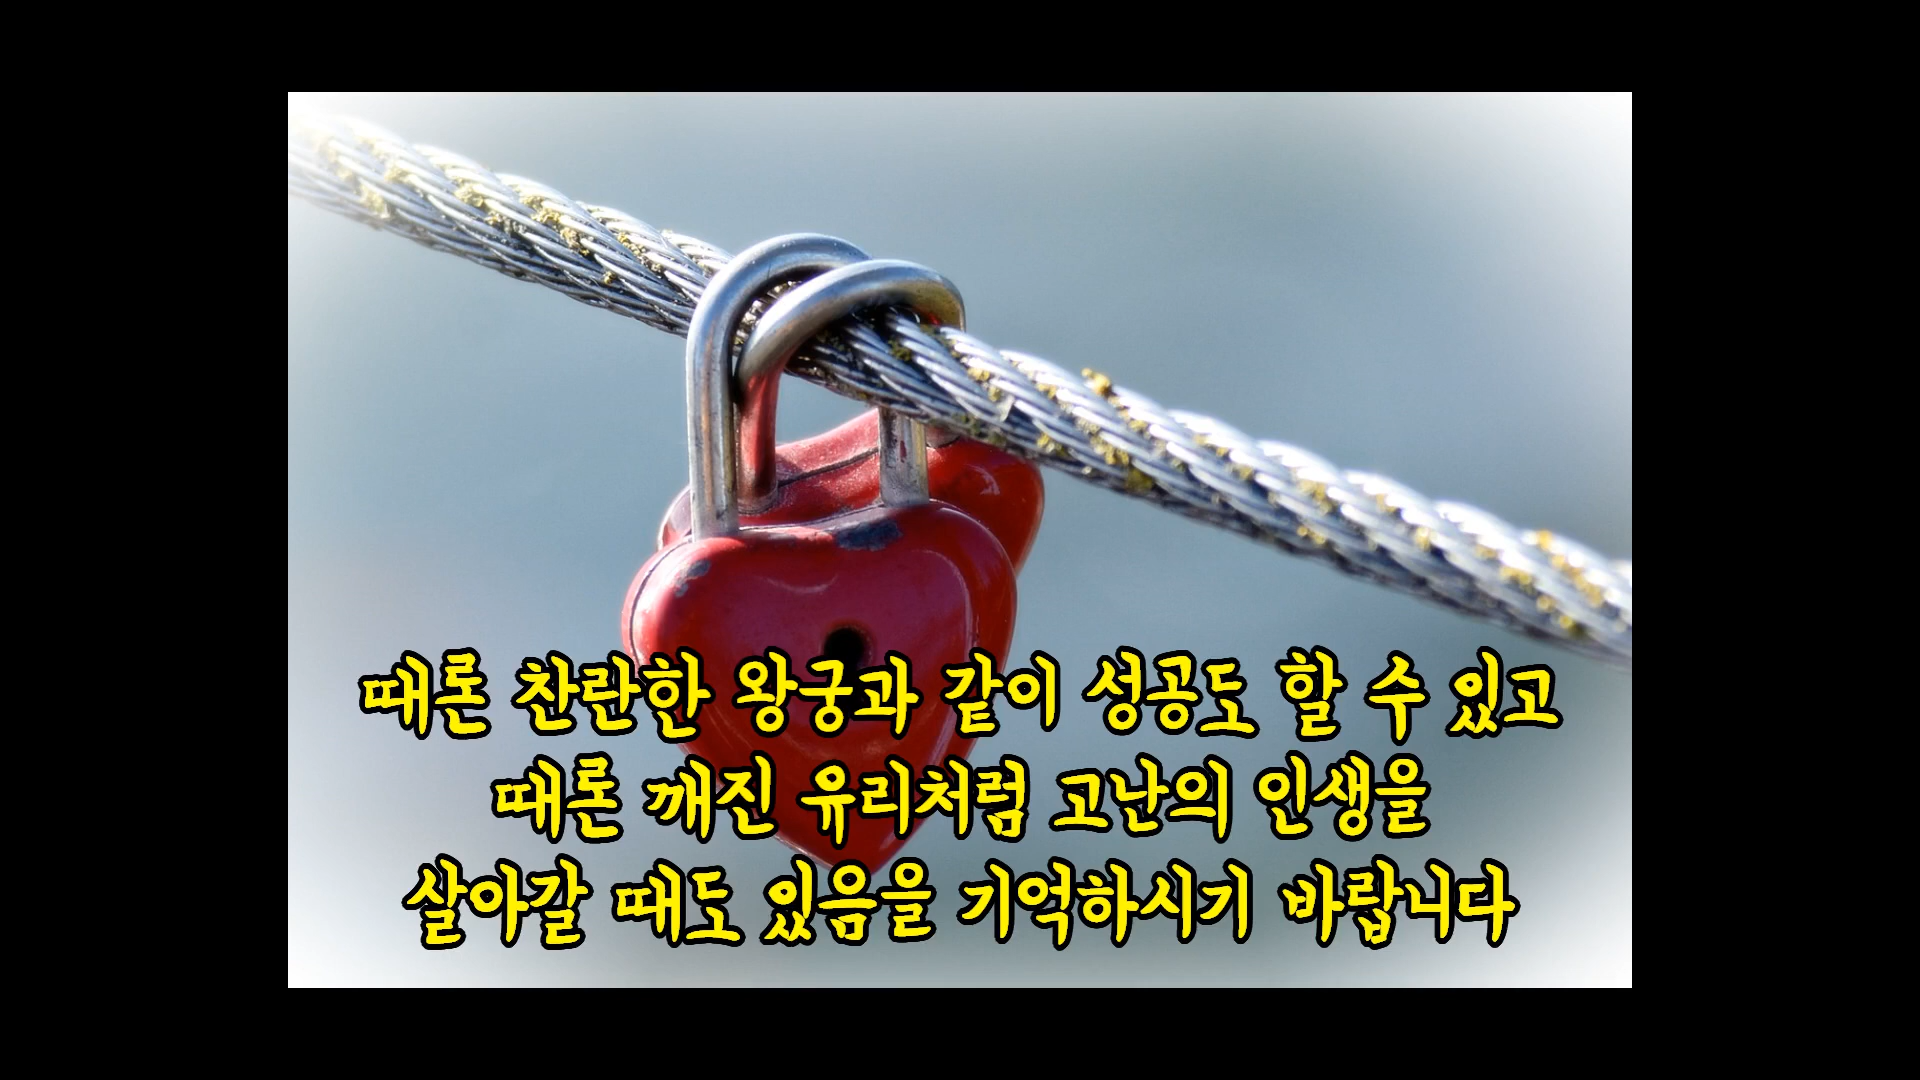 때론 찬란한 왕궁과 같이 성공도 할 수 있고
때론 깨진 유리처럼 고난의 인생을
살아갈 때도 있음을 기억하시기 바랍니다